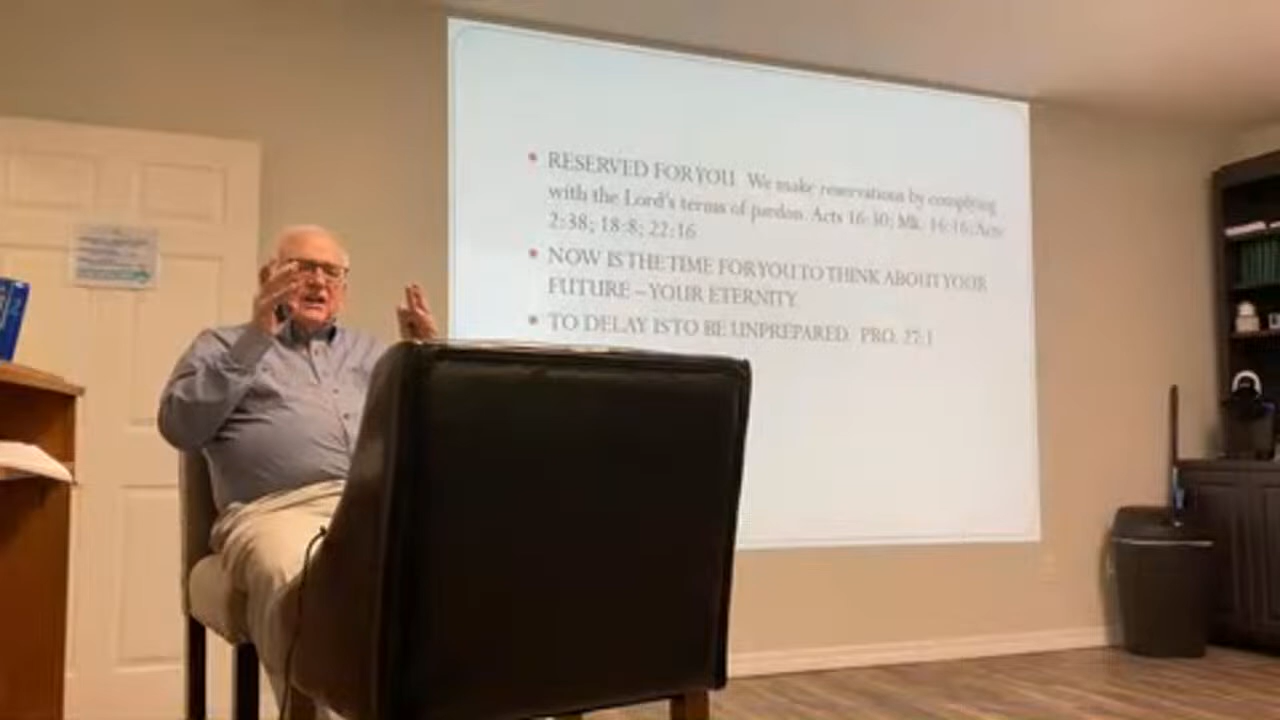 • RESERVED FOR YOU. We make reservations by complying
with the Lord's terms of pardon. Acts 16:30; Mk. 16:16; Acts
2:38; 18:8; 22:16
• NOW IS THE TIME FOR YOU TO THINK ABOUT YOUR
FUTURE – YOUR ETERNITY.
• TO DELAY IS TO BE UNPREPARED. PRO. 27:1